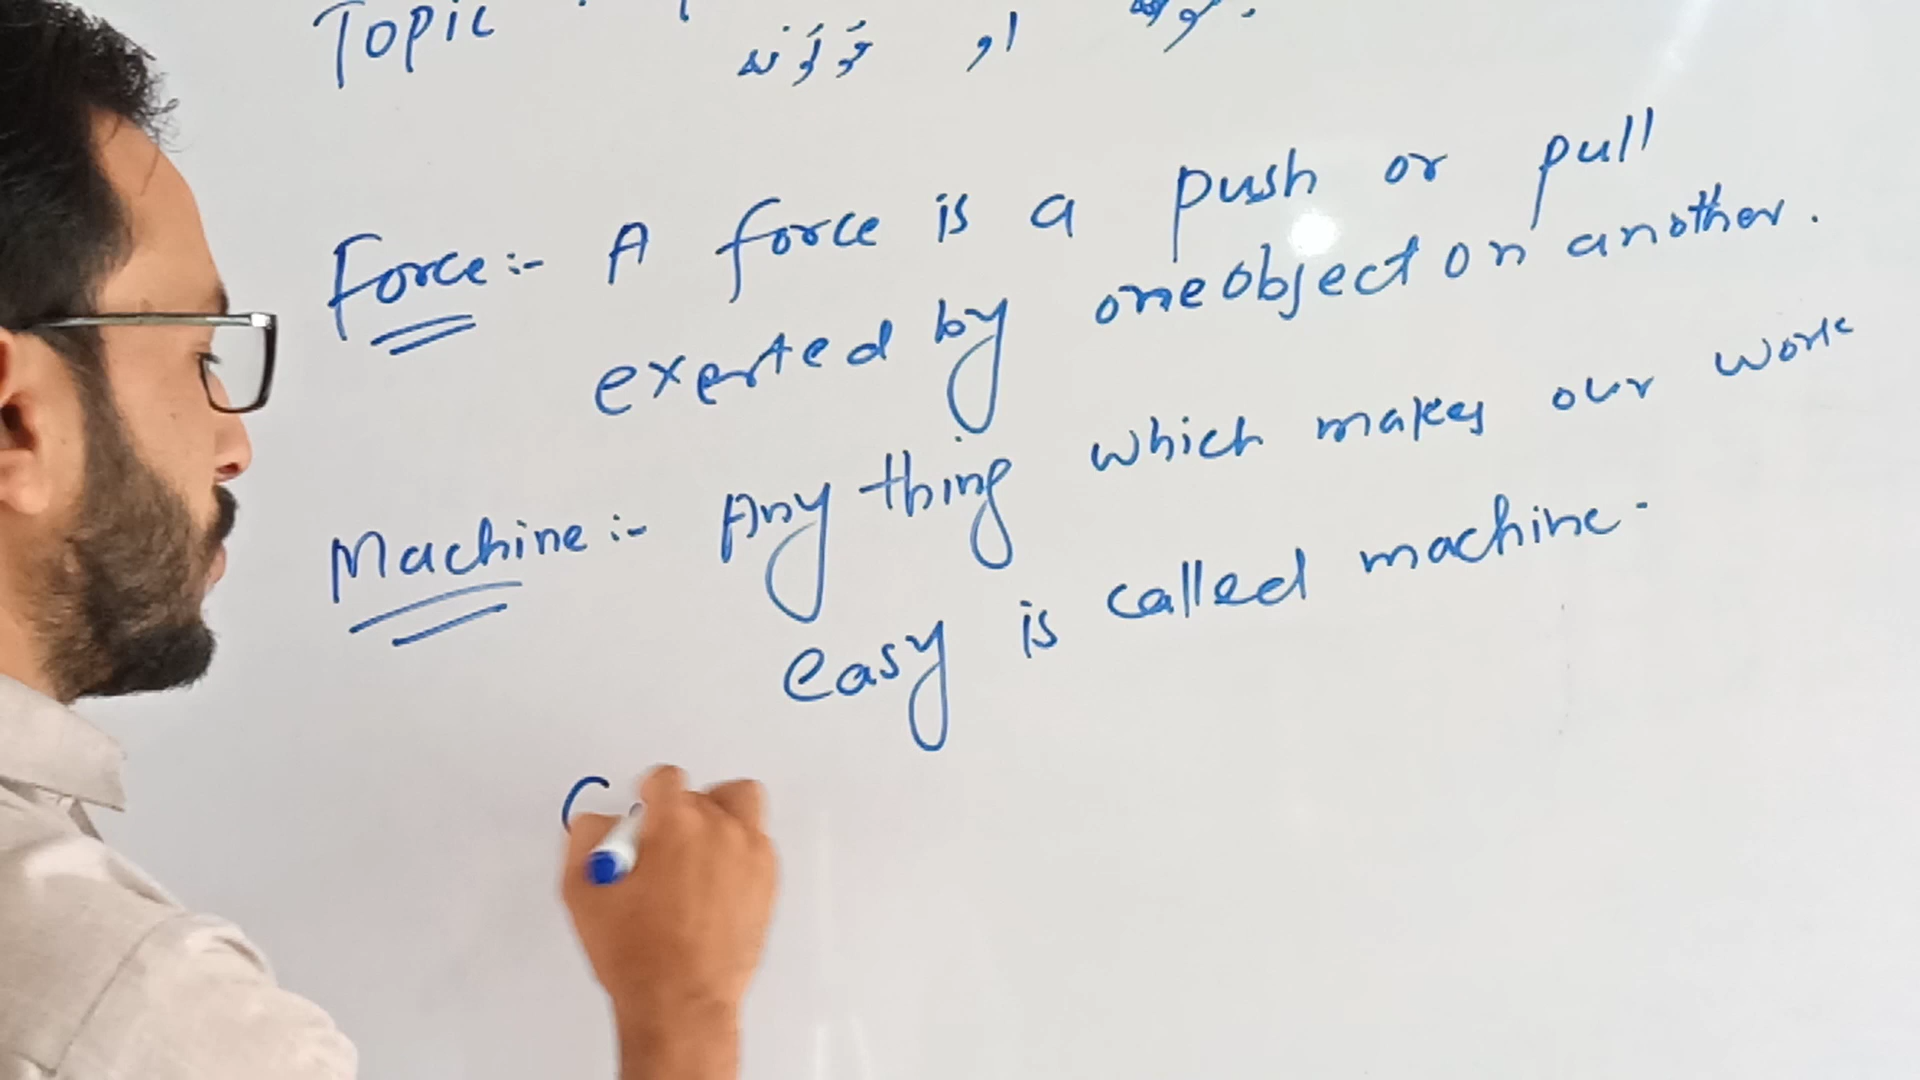 Topic
Force:- A force is a push or pull
exerted by one object on another.
Machine:- Any thing which makes our work
easy is called machine.